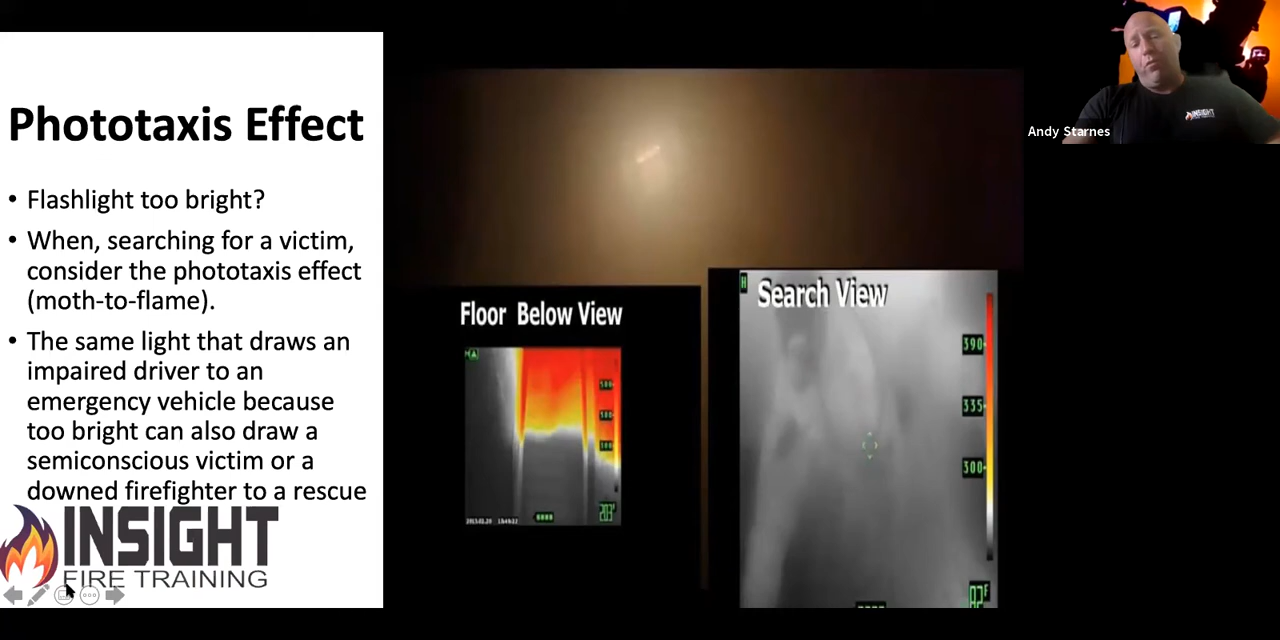 Phototaxis Effect
• Flashlight too bright?
• When, searching for a victim,
consider the phototaxis effect
(moth-to-flame).
• The same light that draws an
impaired driver to an
emergency vehicle because
too bright can also draw a
semiconscious victim or a
downed firefighter to a rescue
INSIGHT
FIRE TRAINING
Floor Below View
Search View
H
390
335
300
82F
Andy Starnes
INSIGHT